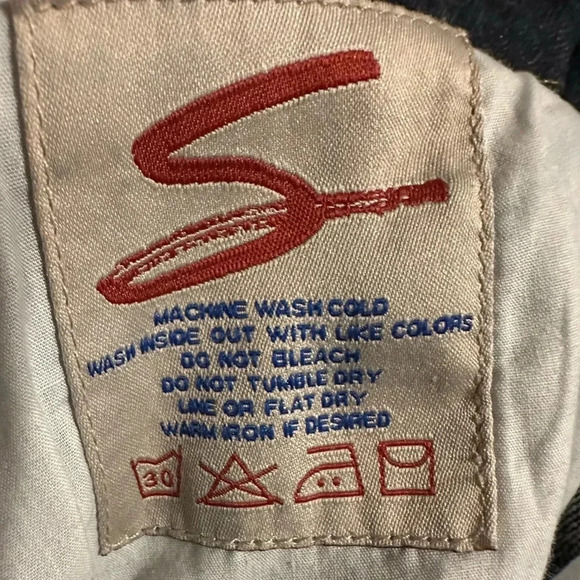 S
MACHINE WASH COLD
WASH INSIDE OUT WITH LIKE COLORS
DO NOT BLEACH
DO NOT TUMBLE DRY
LINE OR FLAT DRY
WARM IRON IF DESIRED
30